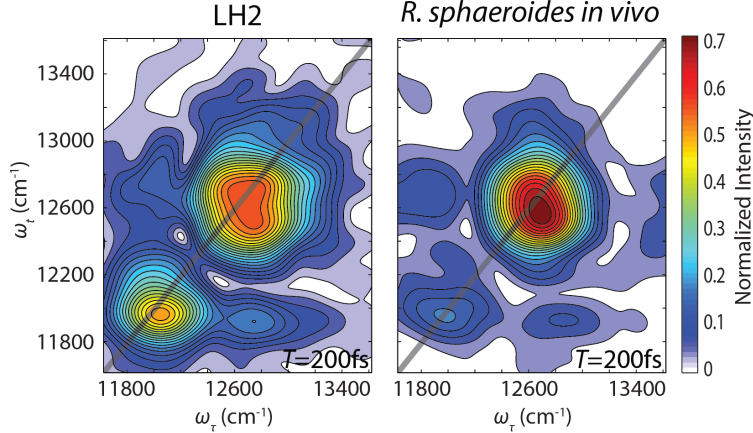 LH2
R. sphaeroides in vivo
13400
13000
12600
12200
11800
ωt (cm-1)
T=200fs
T=200fs
11800
12600
13400
11800
12600
13400
ωτ (cm-1)
ωτ (cm-1)
0.7
0.6
0.5
0.4
0.3
0.2
0.1
0
Normalized Intensity